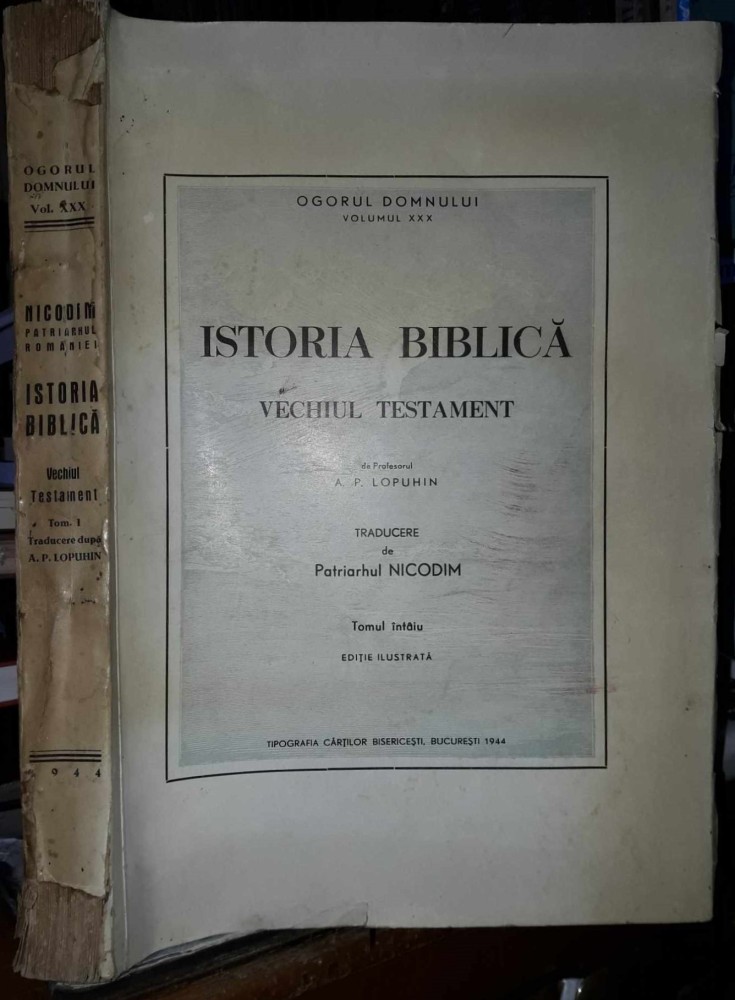 OGORUL
DOMNULUI
Vol. XXX
NICODIM
PATRIARHUL
ROMÂNIEI
ISTORIA
BIBLICĂ
Vechiul
Testament
Tom. I
Traducere după
A. P. LOPUHIN
1944
OGORUL DOMNULUI
VOLUMUL XXX
ISTORIA BIBLICĂ
VECHIUL TESTAMENT
de Profesorul
A. P. LOPUHIN
TRADUCERE
de
Patriarhul NICODIM
Tomul întâiu
EDIȚIE ILUSTRATĂ
TIPOGRAFIA CĂRȚILOR BISERICEȘTI, BUCUREȘTI 1944